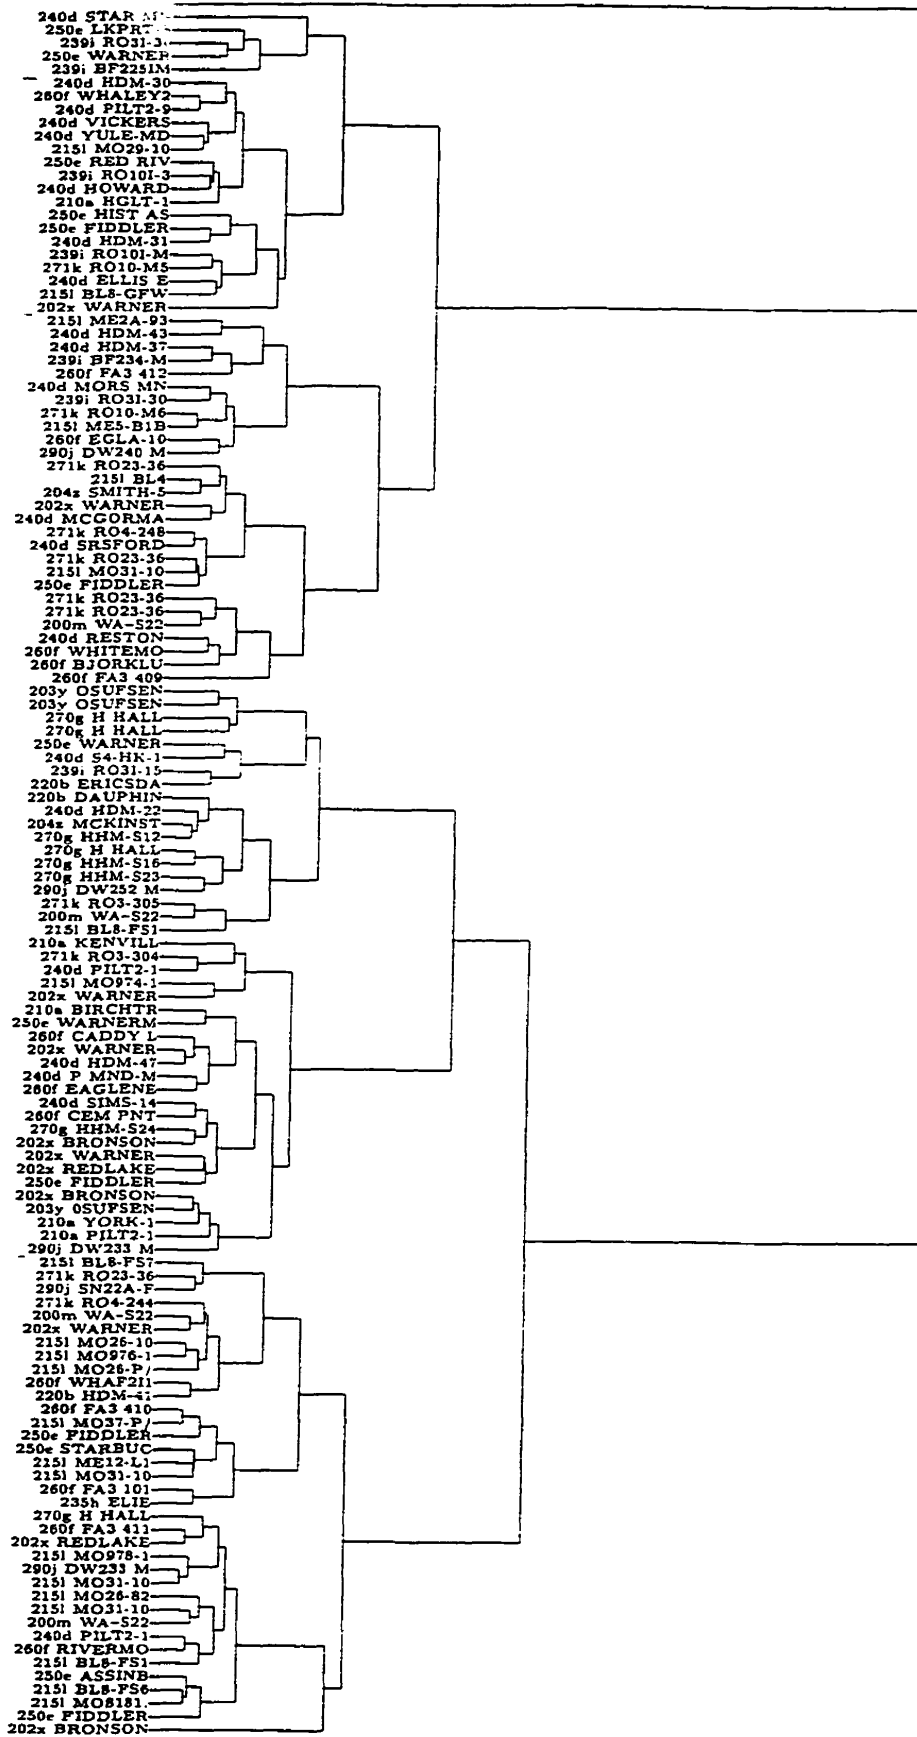 240d STAR
250e LKPRT
239i RO31-3
250e WARNER
239i BF225IM
240d HDM-30
260f WHALEY2
240d PILT2-9
240d VICKERS
240d YULE-MD
215l MO29-10
250e RED RIV
239i RO10I-3
240d HOWARD
210a HGLT-1
250e HIST AS
250e FIDDLER
240d HDM-31
239i RO10I-M
271k RO10-M5
240d ELLIS E
215l BL8-GFW
202x WARNER
215l ME2A-93
240d HDM-43
240d HDM-37
239i BF234-M
260f FA3 412
240d MORS MN
239i RO31-30
271k RO10-M6
215l ME5-B1B
260f EGLA-10
290j DW240 M
271k RO23-36
215l BL4
204z SMITH-5
202x WARNER
240d MCGORMA
271k RO4-248
240d SRSFORD
271k RO23-36
215l MO31-10
250e FIDDLER
271k RO23-36
271k RO23-36
200m WA-S22
240d RESTON
260f WHITEMO
260f BJORKLU
260f FA3 409
203y OSUFSEN
203y OSUFSEN
270g H HALL
270g H HALL
250e WARNER
240d S4-HK-1
239i RO31-15
220b ERICSDA
220b DAUPHIN
240d HDM-22
204z MCKINST
270g HHM-S12
270g H HALL
270g HHM-S16
270g HHM-S23
290j DW252 M
271k RO3-305
200m WA-S22
215l BL8-FS1
210a KENVILL
271k RO3-304
240d PILT2-1
215l MO974-1
202x WARNER
210a BIRCHTR
250e WARNERM
260f CADDY L
202x WARNER
240d HDM-47
240d P MND-M
260f EAGLENE
240d SIMS-14
260f CEM PNT
270g HHM-S24
202x BRONSON
202x WARNER
202x REDLAKE
250e FIDDLER
202x BRONSON
203y 0SUFSEN
210a YORK-1
210a PILT2-1
290j DW233 M
215l BL8-FS7
271k RO23-36
290j SN22A-F
271k RO4-244
200m WA-S22
202x WARNER
215l MO26-10
215l MO976-1
215l MO26-P/
260f WHAF2I1
220b HDM-41
260f FA3 410
215l MO37-P/
250e FIDDLER
250e STARBUC
215l ME12-L1
215l MO31-10
260f FA3 101
235h ELIE
270g H HALL
260f FA3 411
202x REDLAKE
215l MO978-1
290j DW233 M
215l MO31-10
215l MO26-82
215l MO31-10
200m WA-S22
240d PILT2-1
260f RIVERMO
215l BL8-FS1
250e ASSINB
215l BL8-FS6
215l MO8181.
250e FIDDLER
202x BRONSON